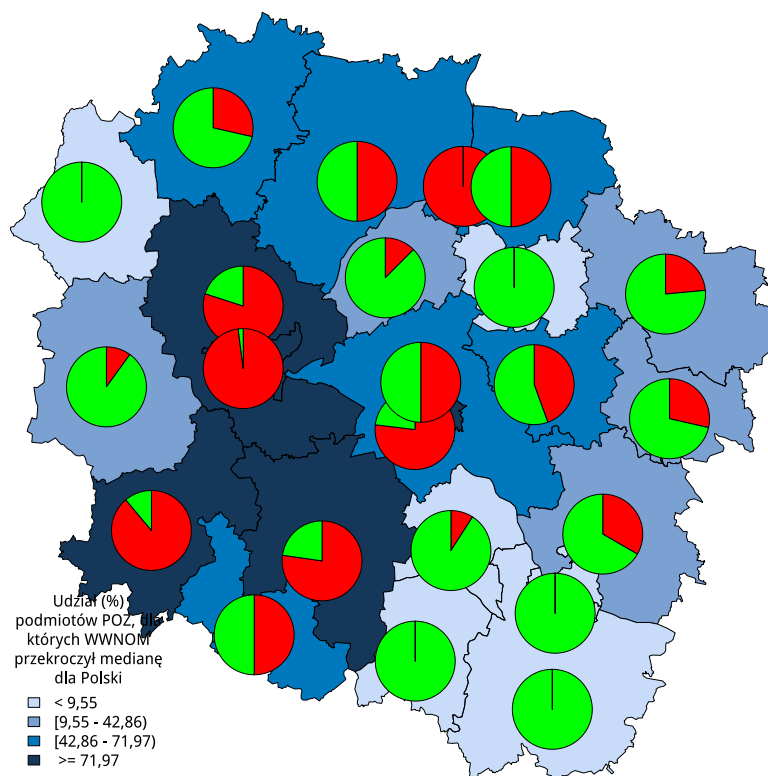 Udział (%)
podmiotów POZ, dla
których WWNOM
przekroczył medianę
dla Polski
< 9,55
[9,55 - 42,86)
[42,86 - 71,97)
>= 71,97